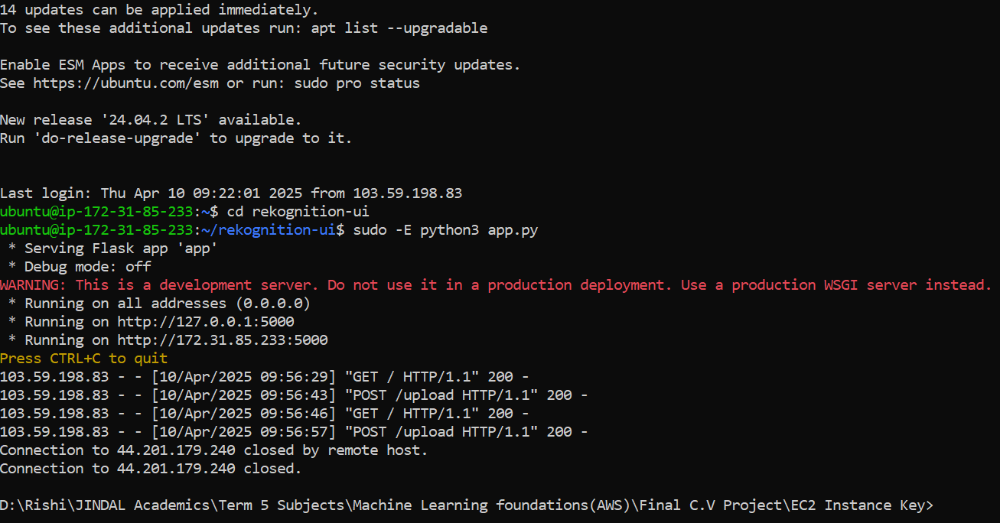 14 updates can be applied immediately.
To see these additional updates run: apt list --upgradable
Enable ESM Apps to receive additional future security updates.
See https://ubuntu.com/esm or run: sudo pro status
New release '24.04.2 LTS' available.
Run 'do-release-upgrade' to upgrade to it.
Last login: Thu Apr 10 09:22:01 2025 from 103.59.198.83
ubuntu@ip-172-31-85-233:~$ cd rekognition-ui
ubuntu@ip-172-31-85-233:~/rekognition-ui$ sudo -E python3 app.py
 * Serving Flask app 'app'
 * Debug mode: off
WARNING: This is a development server. Do not use it in a production deployment. Use a production WSGI server instead.
 * Running on all addresses (0.0.0.0)
 * Running on http://127.0.0.1:5000
 * Running on http://172.31.85.233:5000
Press CTRL+C to quit
103.59.198.83 - - [10/Apr/2025 09:56:29] "GET / HTTP/1.1" 200 -
103.59.198.83 - - [10/Apr/2025 09:56:43] "POST /upload HTTP/1.1" 200 -
103.59.198.83 - - [10/Apr/2025 09:56:46] "GET / HTTP/1.1" 200 -
103.59.198.83 - - [10/Apr/2025 09:56:57] "POST /upload HTTP/1.1" 200 -
Connection to 44.201.179.240 closed by remote host.
Connection to 44.201.179.240 closed.
D:\Rishi\JINDAL Academics\Term 5 Subjects\Machine Learning foundations(AWS)\Final C.V Project\EC2 Instance Key>